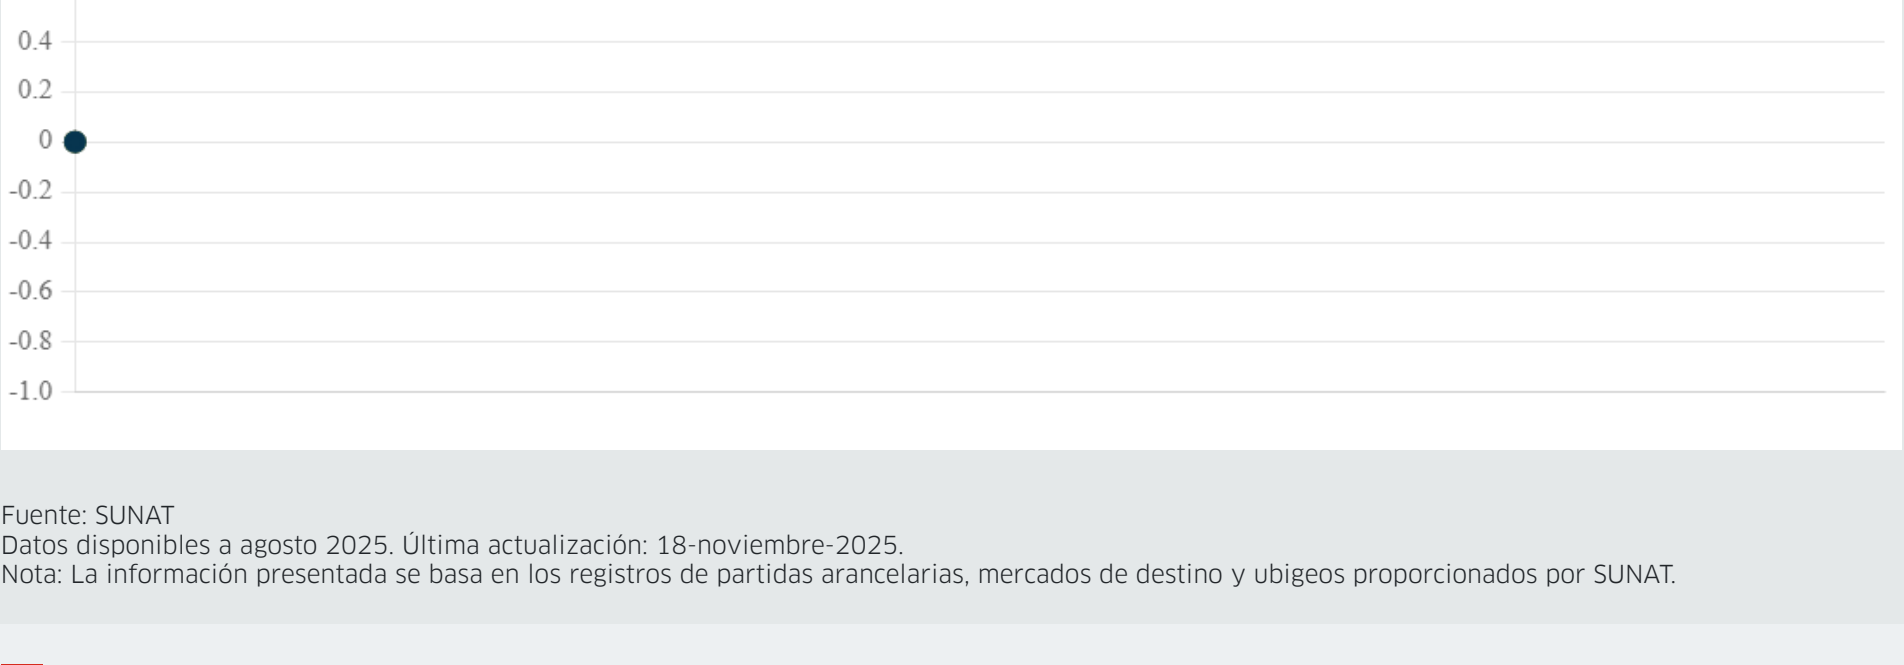 0.4
0.2
0
-0.2
-0.4
-0.6
-0.8
-1.0
Fuente: SUNAT
Datos disponibles a agosto 2025. Última actualización: 18-noviembre-2025.
Nota: La información presentada se basa en los registros de partidas arancelarias, mercados de destino y ubigeos proporcionados por SUNAT.